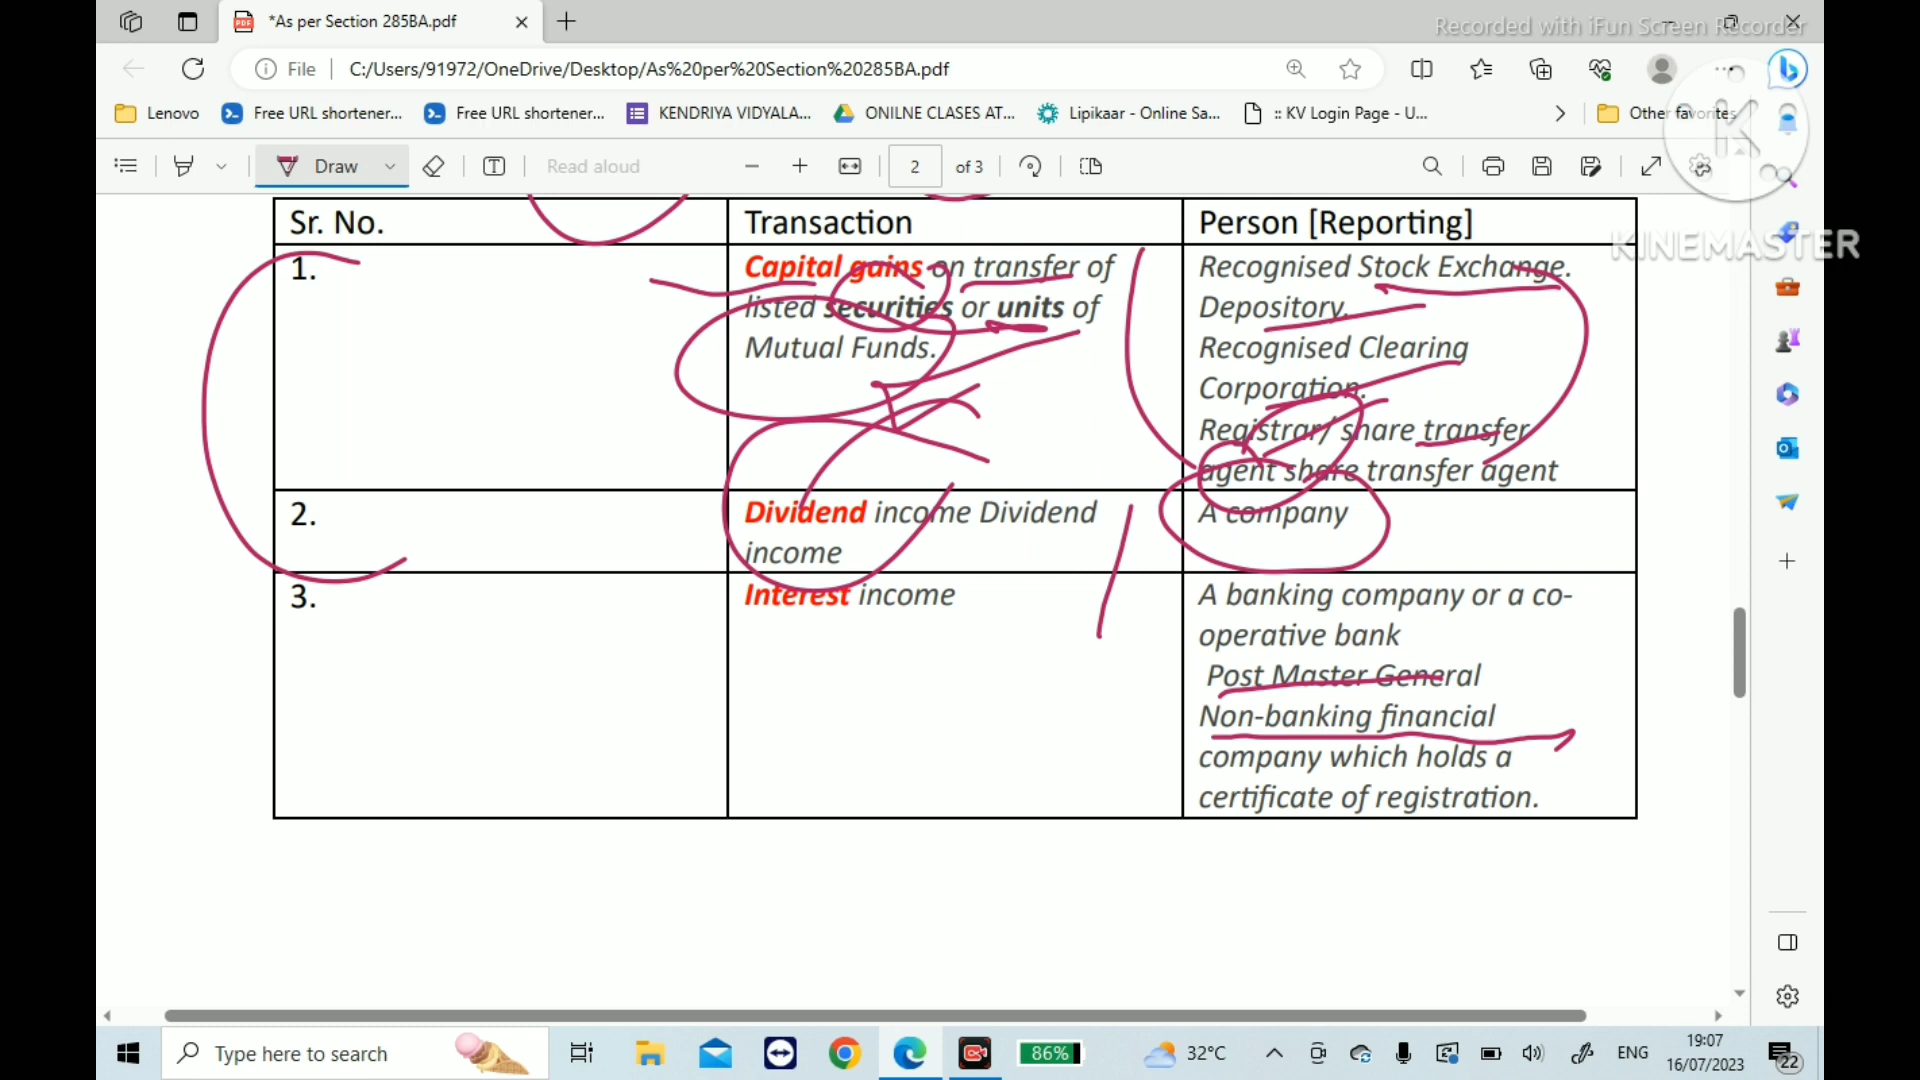 *As per Section 285BA.pdf
Recorded with iFun Screen Recorder
File
C:/Users/91972/OneDrive/Desktop/As%20per%20Section%20285BA.pdf
Lenovo
Free URL shortener...
Free URL shortener...
KENDRIYA VIDYALA...
ONILNE CLASES AT...
Lipikaar - Online Sa...
:: KV Login Page - U...
Other favorites
Draw
Read aloud
2 of 3
KINEMASTER
Sr. No.
Transaction
Person [Reporting]
1.
Capital gains on transfer of
listed securities or units of
Mutual Funds.
Recognised Stock Exchange.
Depository.
Recognised Clearing
Corporation.
Registrar/ share transfer
agent share transfer agent
2.
Dividend income Dividend
income
A company
3.
Interest income
A banking company or a co-
operative bank
Post Master General
Non-banking financial
company which holds a
certificate of registration.
Type here to search
86%
32°C
ENG
19:07
16/07/2023
22